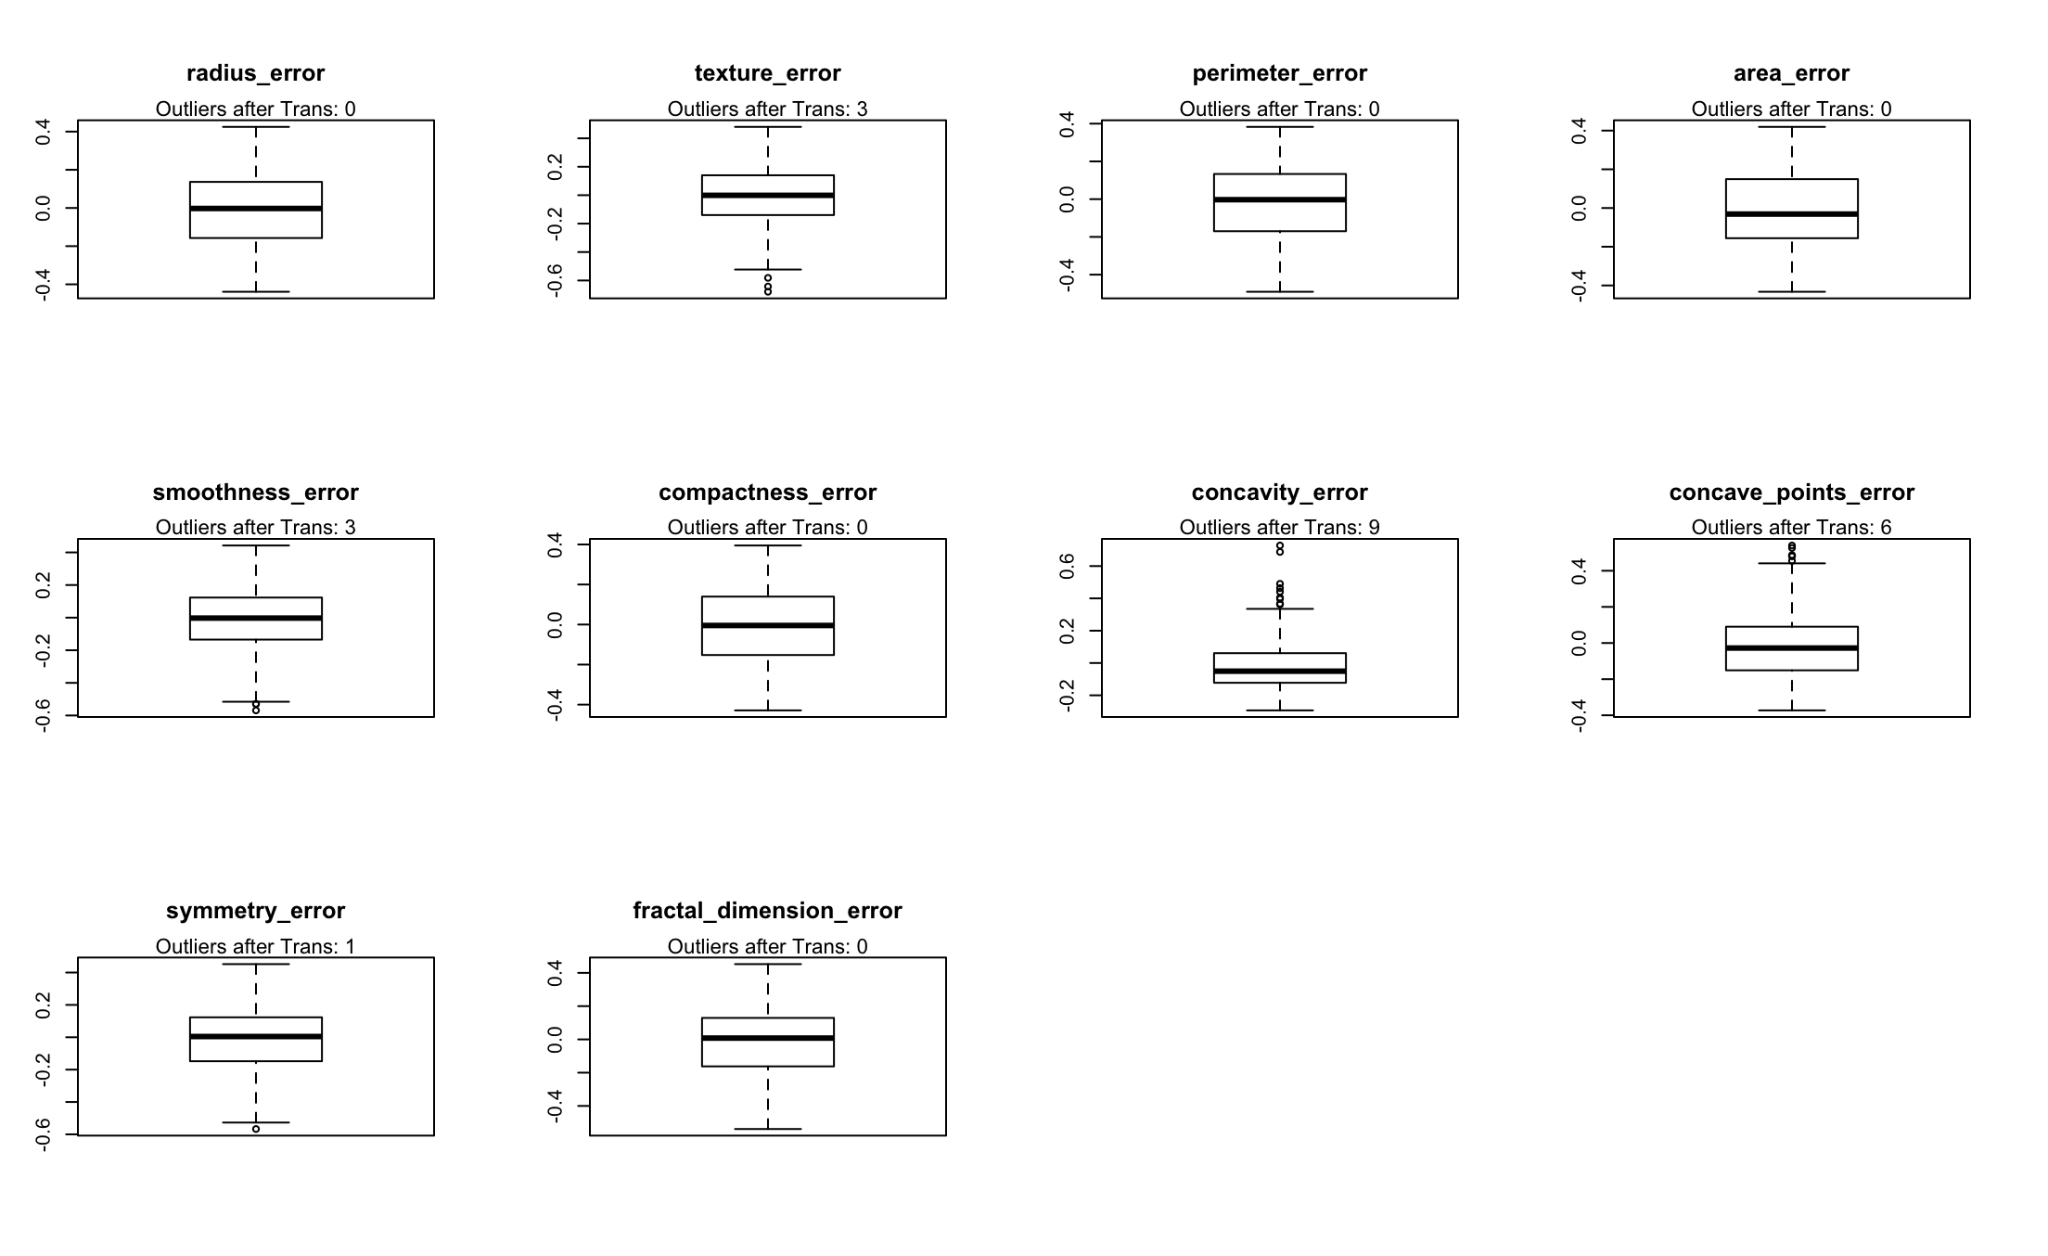 radius_error
Outliers after Trans: 0
0.4
0.0
-0.4
texture_error
Outliers after Trans: 3
0.2
-0.2
-0.6
perimeter_error
Outliers after Trans: 0
0.4
0.0
-0.4
area_error
Outliers after Trans: 0
0.4
0.0
-0.4
smoothness_error
Outliers after Trans: 3
0.2
-0.2
-0.6
compactness_error
Outliers after Trans: 0
0.4
0.0
-0.4
concavity_error
Outliers after Trans: 9
0.6
0.2
-0.2
concave_points_error
Outliers after Trans: 6
0.4
0.0
-0.4
symmetry_error
Outliers after Trans: 1
0.2
-0.2
-0.6
fractal_dimension_error
Outliers after Trans: 0
0.4
0.0
-0.4